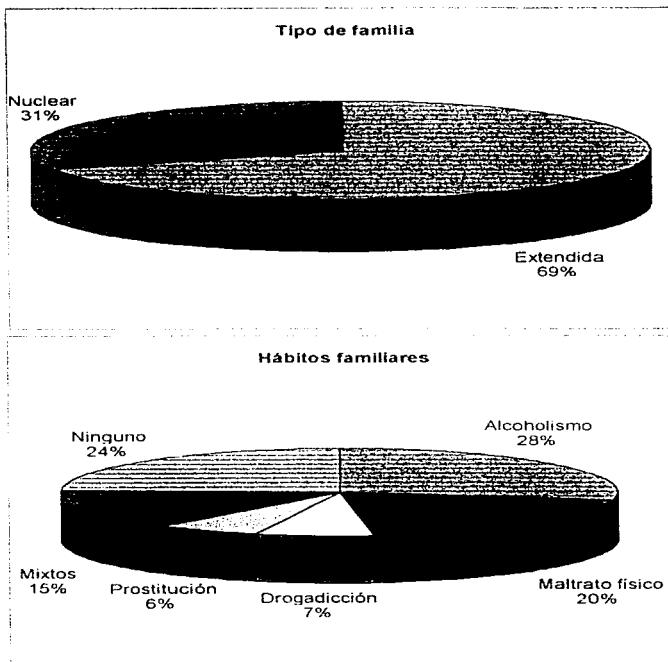 Tipo de familia
Nuclear
31%
Extendida
69%
Hábitos familiares
Ninguno
24%
Alcoholismo
28%
Mixtos
15%
Prostitución
6%
Drogadicción
7%
Maltrato físico
20%